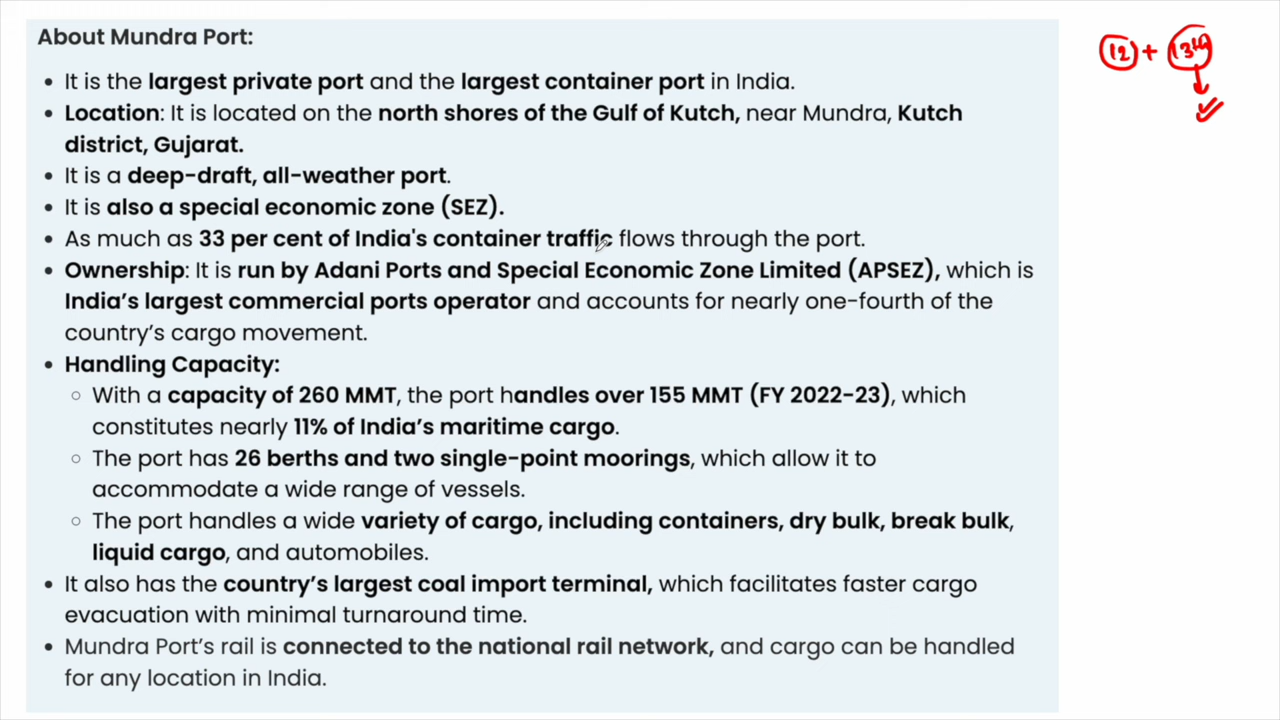 About Mundra Port:
• It is the largest private port and the largest container port in India.
• Location: It is located on the north shores of the Gulf of Kutch, near Mundra, Kutch
district, Gujarat.
• It is a deep-draft, all-weather port.
• It is also a special economic zone (SEZ).
• As much as 33 per cent of India's container traffic flows through the port.
• Ownership: It is run by Adani Ports and Special Economic Zone Limited (APSEZ), which is
India’s largest commercial ports operator and accounts for nearly one-fourth of the
country’s cargo movement.
• Handling Capacity:
○ With a capacity of 260 MMT, the port handles over 155 MMT (FY 2022-23), which
constitutes nearly 11% of India’s maritime cargo.
○ The port has 26 berths and two single-point moorings, which allow it to
accommodate a wide range of vessels.
○ The port handles a wide variety of cargo, including containers, dry bulk, break bulk,
liquid cargo, and automobiles.
• It also has the country’s largest coal import terminal, which facilitates faster cargo
evacuation with minimal turnaround time.
• Mundra Port’s rail is connected to the national rail network, and cargo can be handled
for any location in India.
12 + 13th